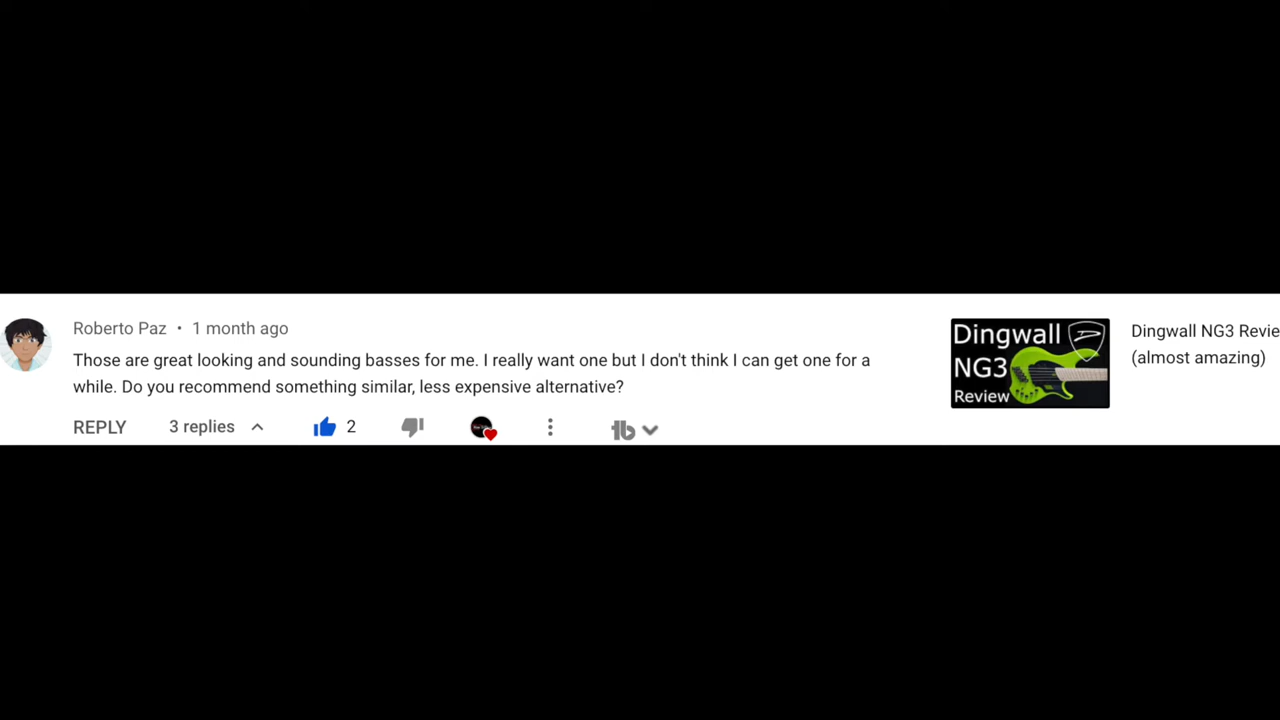 Roberto Paz • 1 month ago
Those are great looking and sounding basses for me. I really want one but I don't think I can get one for a
while. Do you recommend something similar, less expensive alternative?
REPLY 3 replies 2
Dingwall
NG3
Review
Dingwall NG3 Revie
(almost amazing)